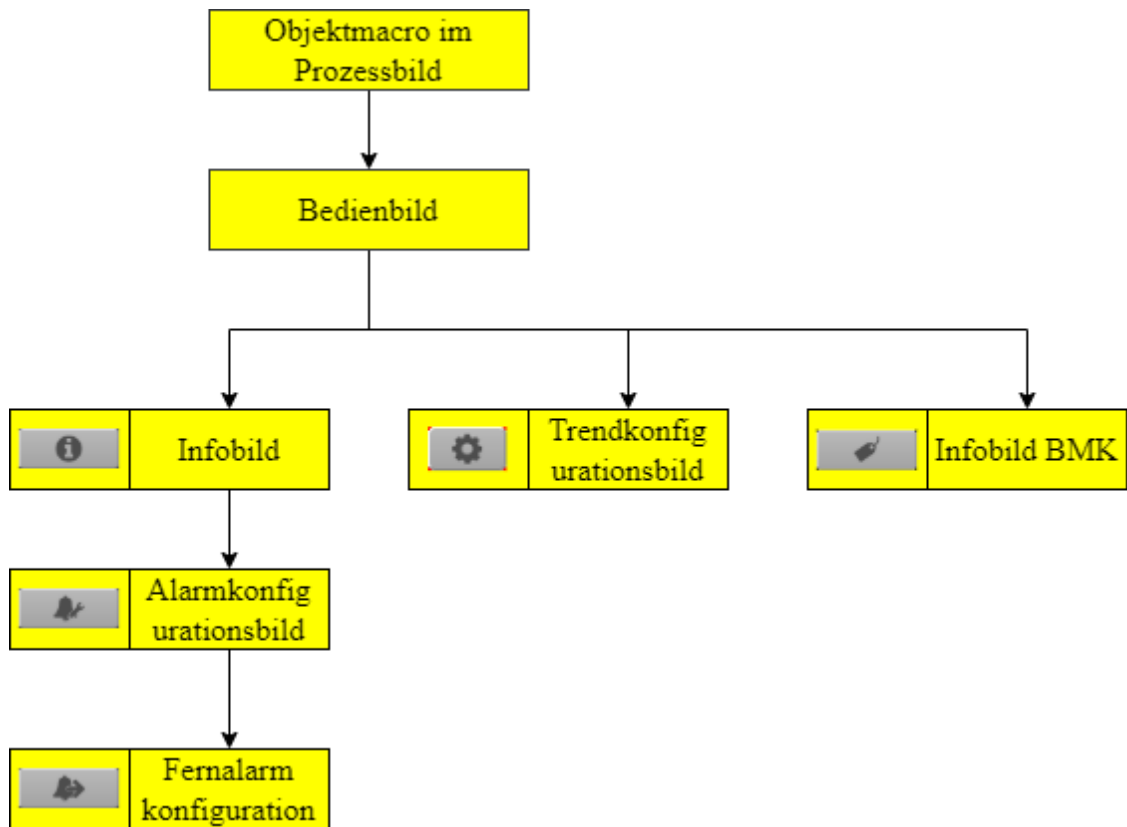 Objektmacro im
Prozessbild
Bedienbild
Infobild
Trendkonfig
urationsbild
Infobild BMK
Alarmkonfig
urationsbild
Fernalarm
konfiguration